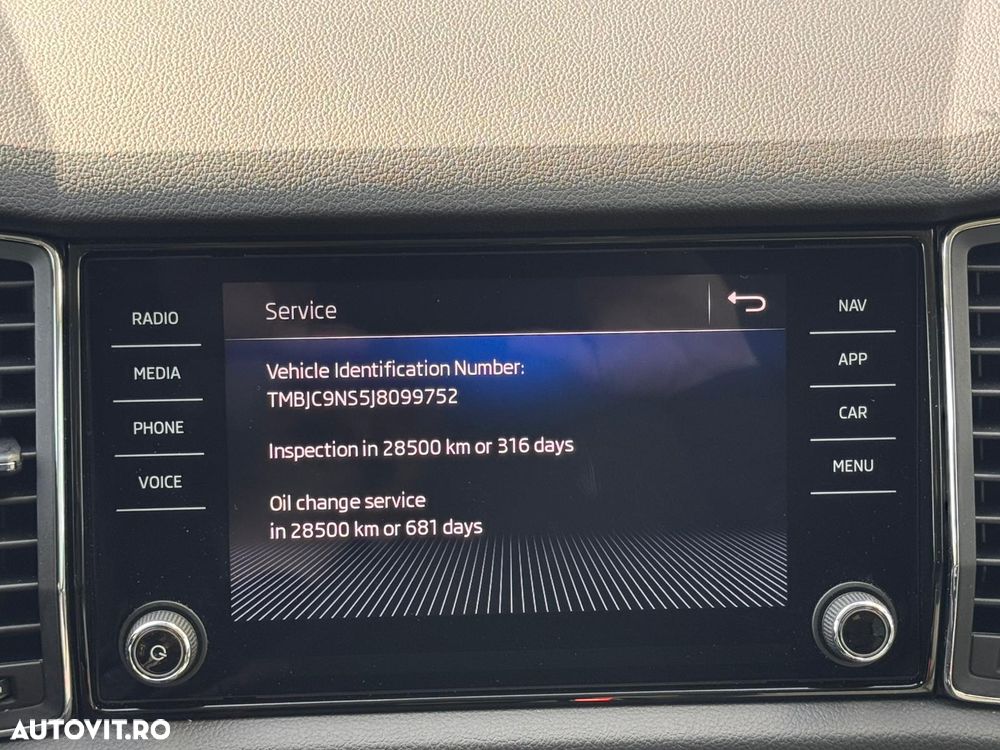 Service
RADIO
MEDIA
PHONE
VOICE
Vehicle Identification Number:
TMBJC9NS5J8099752
Inspection in 28500 km or 316 days
Oil change service
in 28500 km or 681 days
NAV
APP
CAR
MENU
AUTOVIT.RO